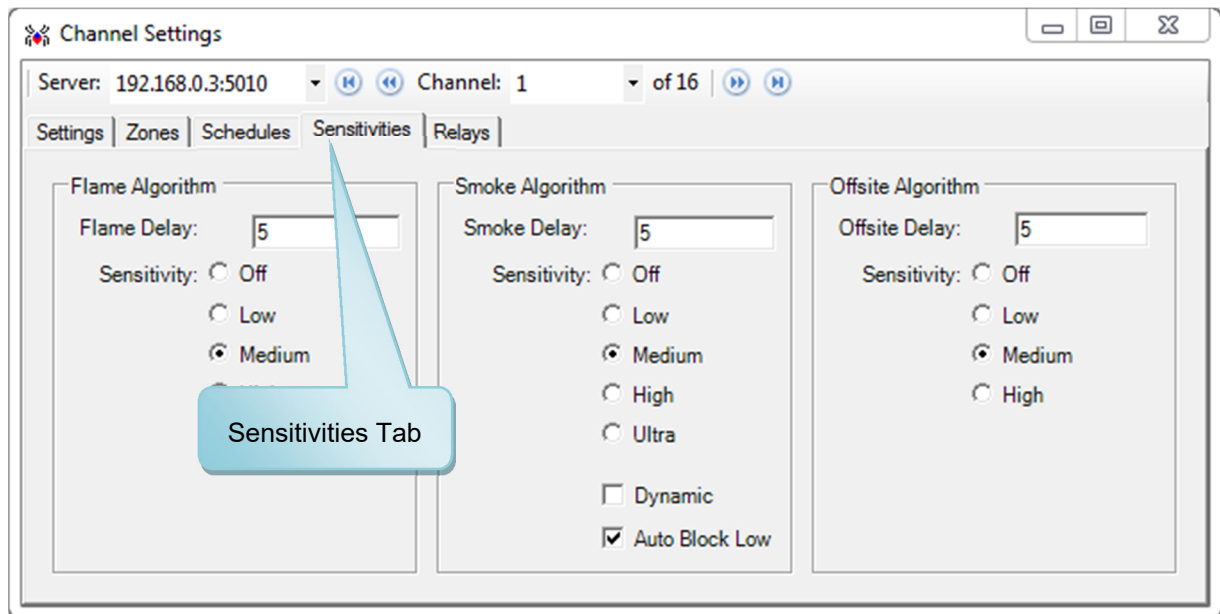 Channel Settings
Server: 192.168.0.3:5010 Channel: 1 of 16
Settings Zones Schedules Sensitivities Relays
Flame Algorithm
Flame Delay: 5
Sensitivity: Off
Low
Medium
Smoke Algorithm
Smoke Delay: 5
Sensitivity: Off
Low
Medium
High
Ultra
Dynamic
Auto Block Low
Offsite Algorithm
Offsite Delay: 5
Sensitivity: Off
Low
Medium
High
Sensitivities Tab